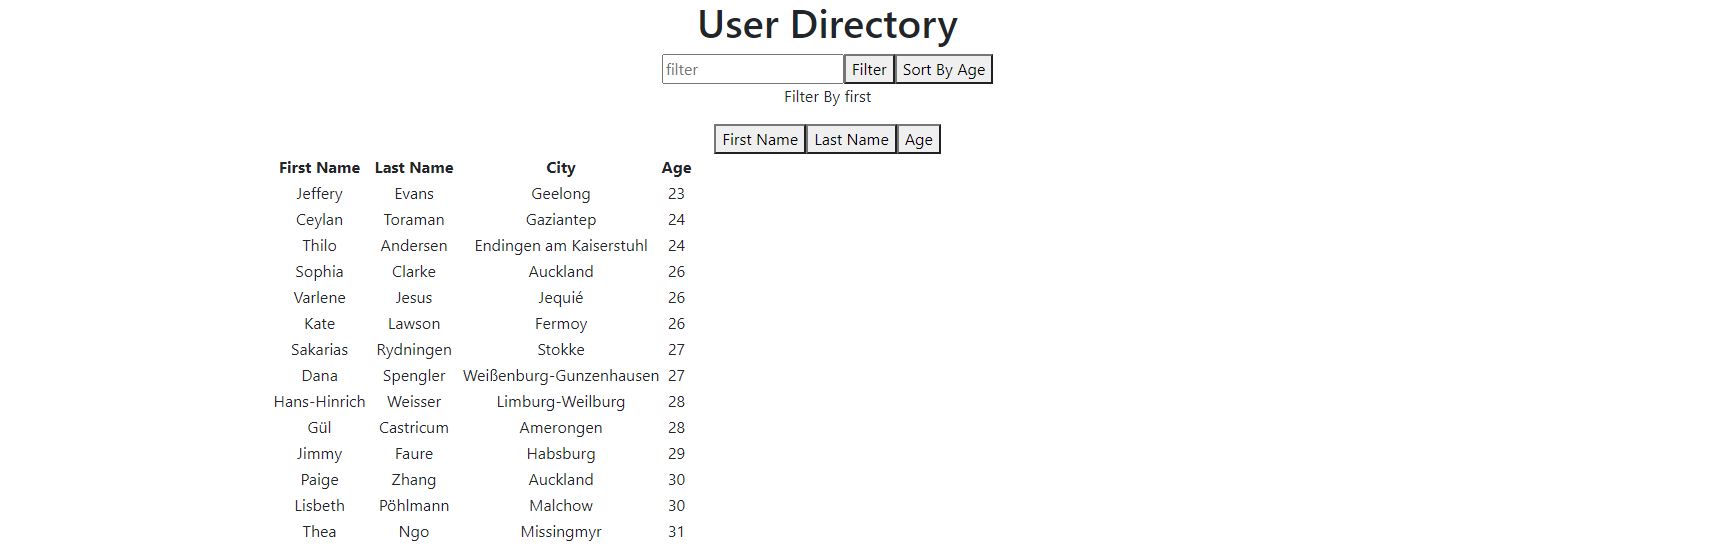 User Directory
filter Filter Sort By Age
Filter By first
First Name Last Name Age
First Name Last Name City Age
Jeffery Evans Geelong 23
Ceylan Toraman Gaziantep 24
Thilo Andersen Endingen am Kaiserstuhl 24
Sophia Clarke Auckland 26
Varlene Jesus Jequié 26
Kate Lawson Fermoy 26
Sakarias Rydningen Stokke 27
Dana Spengler Weißenburg-Gunzenhausen 27
Hans-Hinrich Weisser Limburg-Weilburg 28
Gül Castricum Amerongen 28
Jimmy Faure Habsburg 29
Paige Zhang Auckland 30
Lisbeth Pöhlmann Malchow 30
Thea Ngo Missingmyr 31